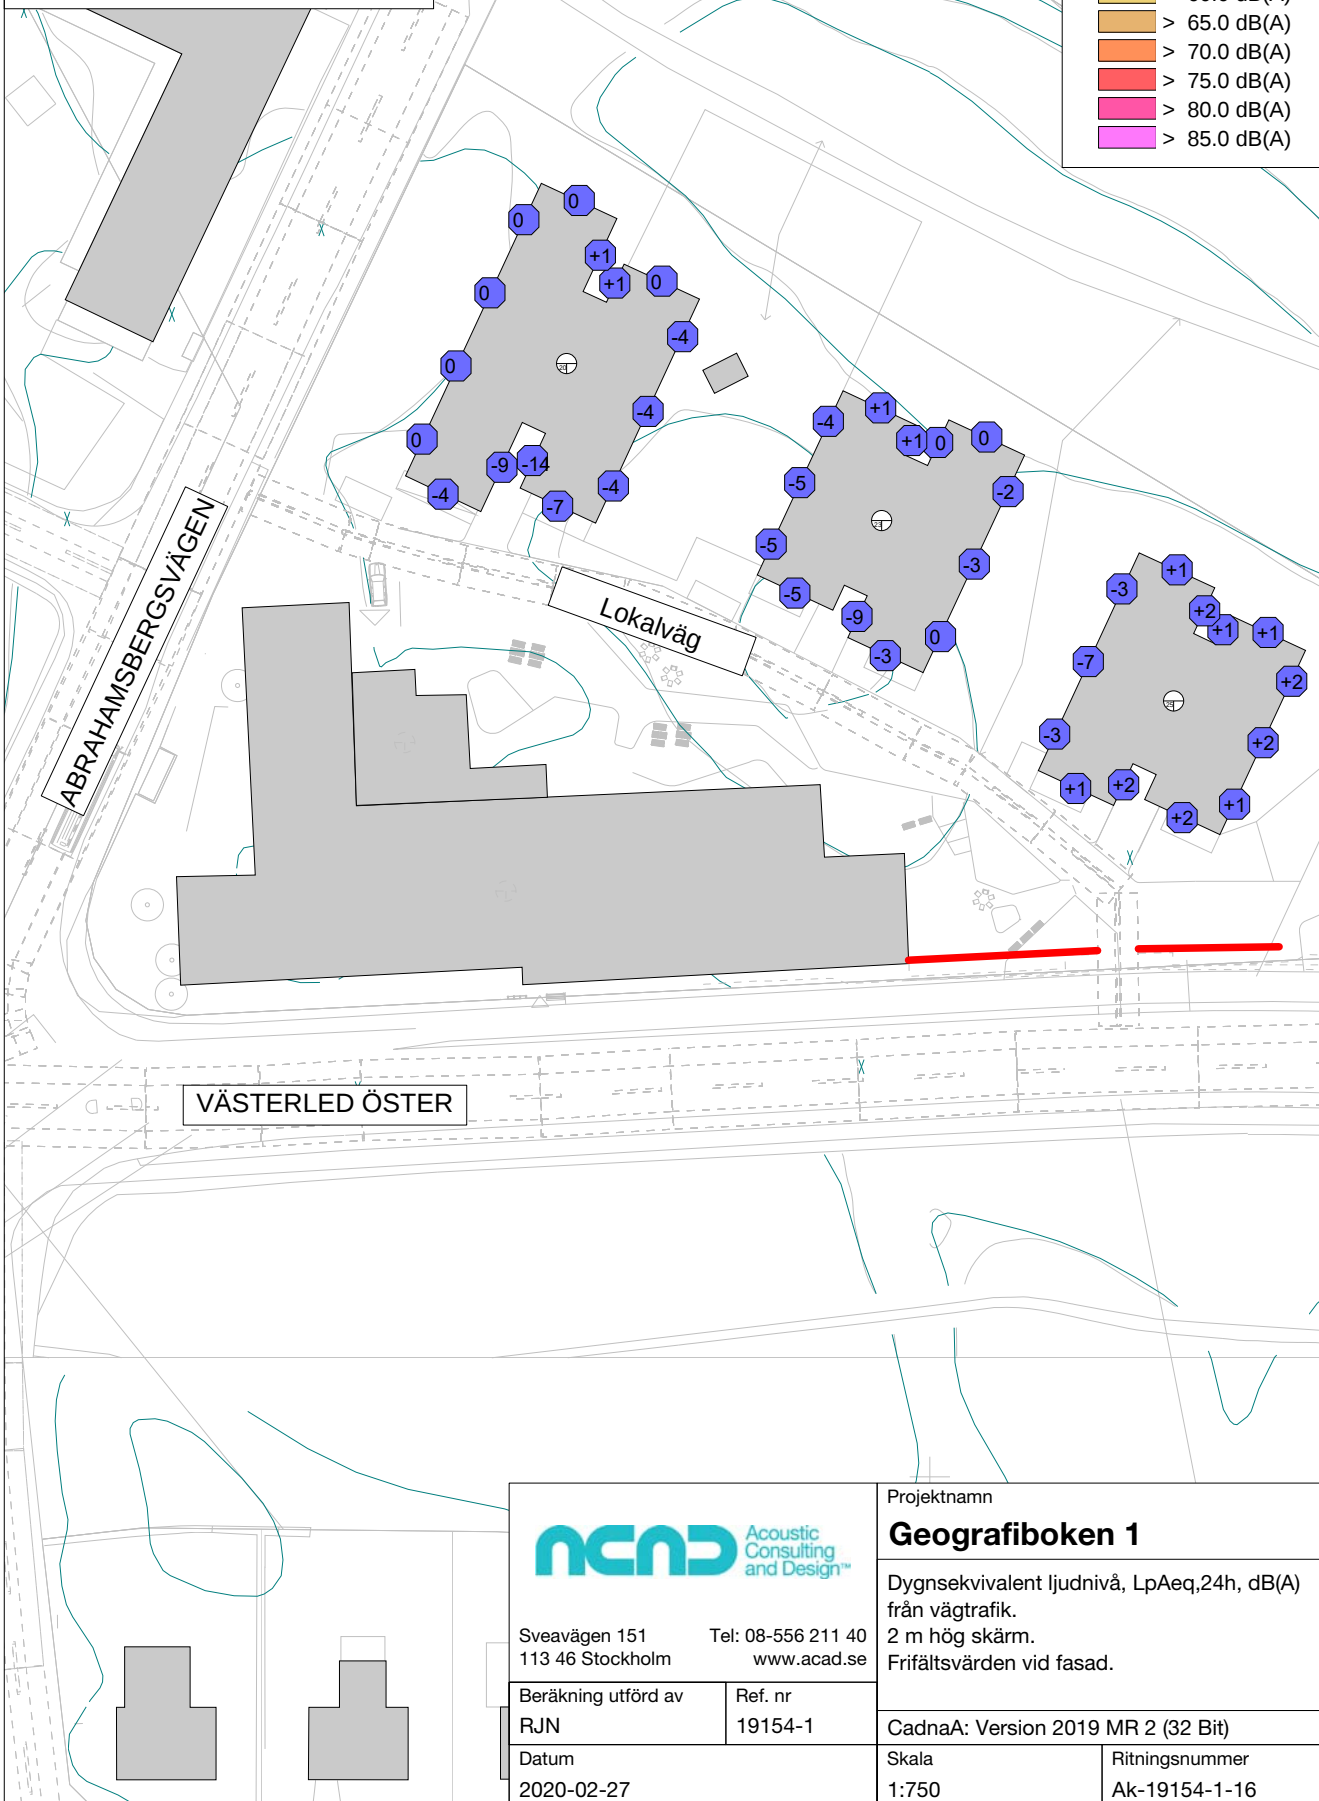 > 65.0 dB(A)
> 70.0 dB(A)
> 75.0 dB(A)
> 80.0 dB(A)
> 85.0 dB(A)
0
0
+1
+1
0
0
-4
0
-4
0
-9
-14
-4
-4
-7
+1
-4
+1
0
0
-5
-2
-5
-3
-5
-9
0
-3
+1
-3
+2
+1
+1
-7
+2
-3
+2
+1
+2
+1
+2
ABRAHAMSBERGSVÄGEN
Lokalväg
VÄSTERLED ÖSTER
ACAD
Acoustic
Consulting
and Design™
Sveavägen 151 Tel: 08-556 211 40
113 46 Stockholm www.acad.se
Projektnamn
Geografiboken 1
Dygnsekvivalent ljudnivå, LpAeq,24h, dB(A)
från vägtrafik.
2 m hög skärm.
Frifältsvärden vid fasad.
Beräkning utförd av
RJN
Ref. nr
19154-1
CadnaA: Version 2019 MR 2 (32 Bit)
Datum
2020-02-27
Skala
1:750
Ritningsnummer
Ak-19154-1-16